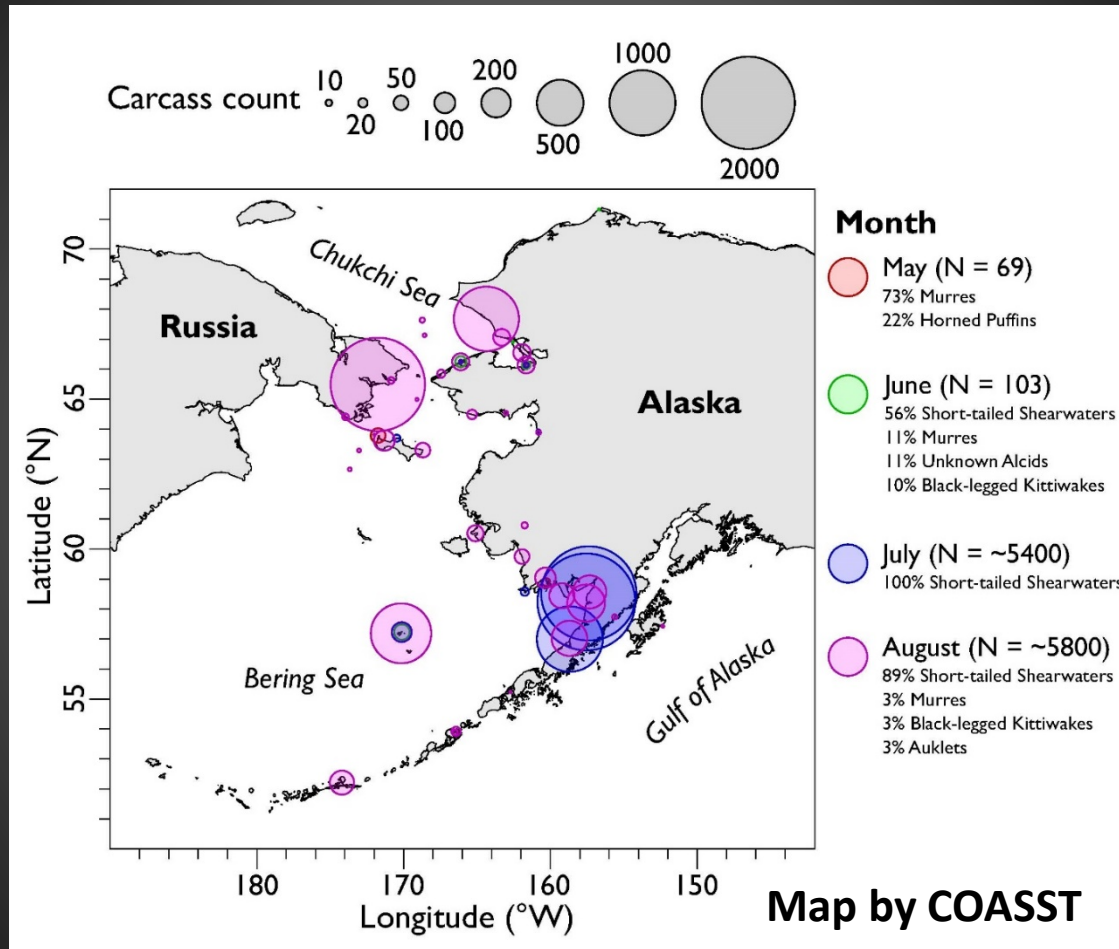 Carcass count
10
20
50
100
200
500
1000
2000
Chukchi Sea
Russia
Alaska
Bering Sea
Gulf of Alaska
Latitude (°N)
70
65
60
55
180
170
160
150
Longitude (°W)
Month
May (N = 69)
73% Murres
22% Horned Puffins
June (N = 103)
56% Short-tailed Shearwaters
11% Murres
11% Unknown Alcids
10% Black-legged Kittiwakes
July (N = ~5400)
100% Short-tailed Shearwaters
August (N = ~5800)
89% Short-tailed Shearwaters
3% Murres
3% Black-legged Kittiwakes
3% Auklets
Map by COASST